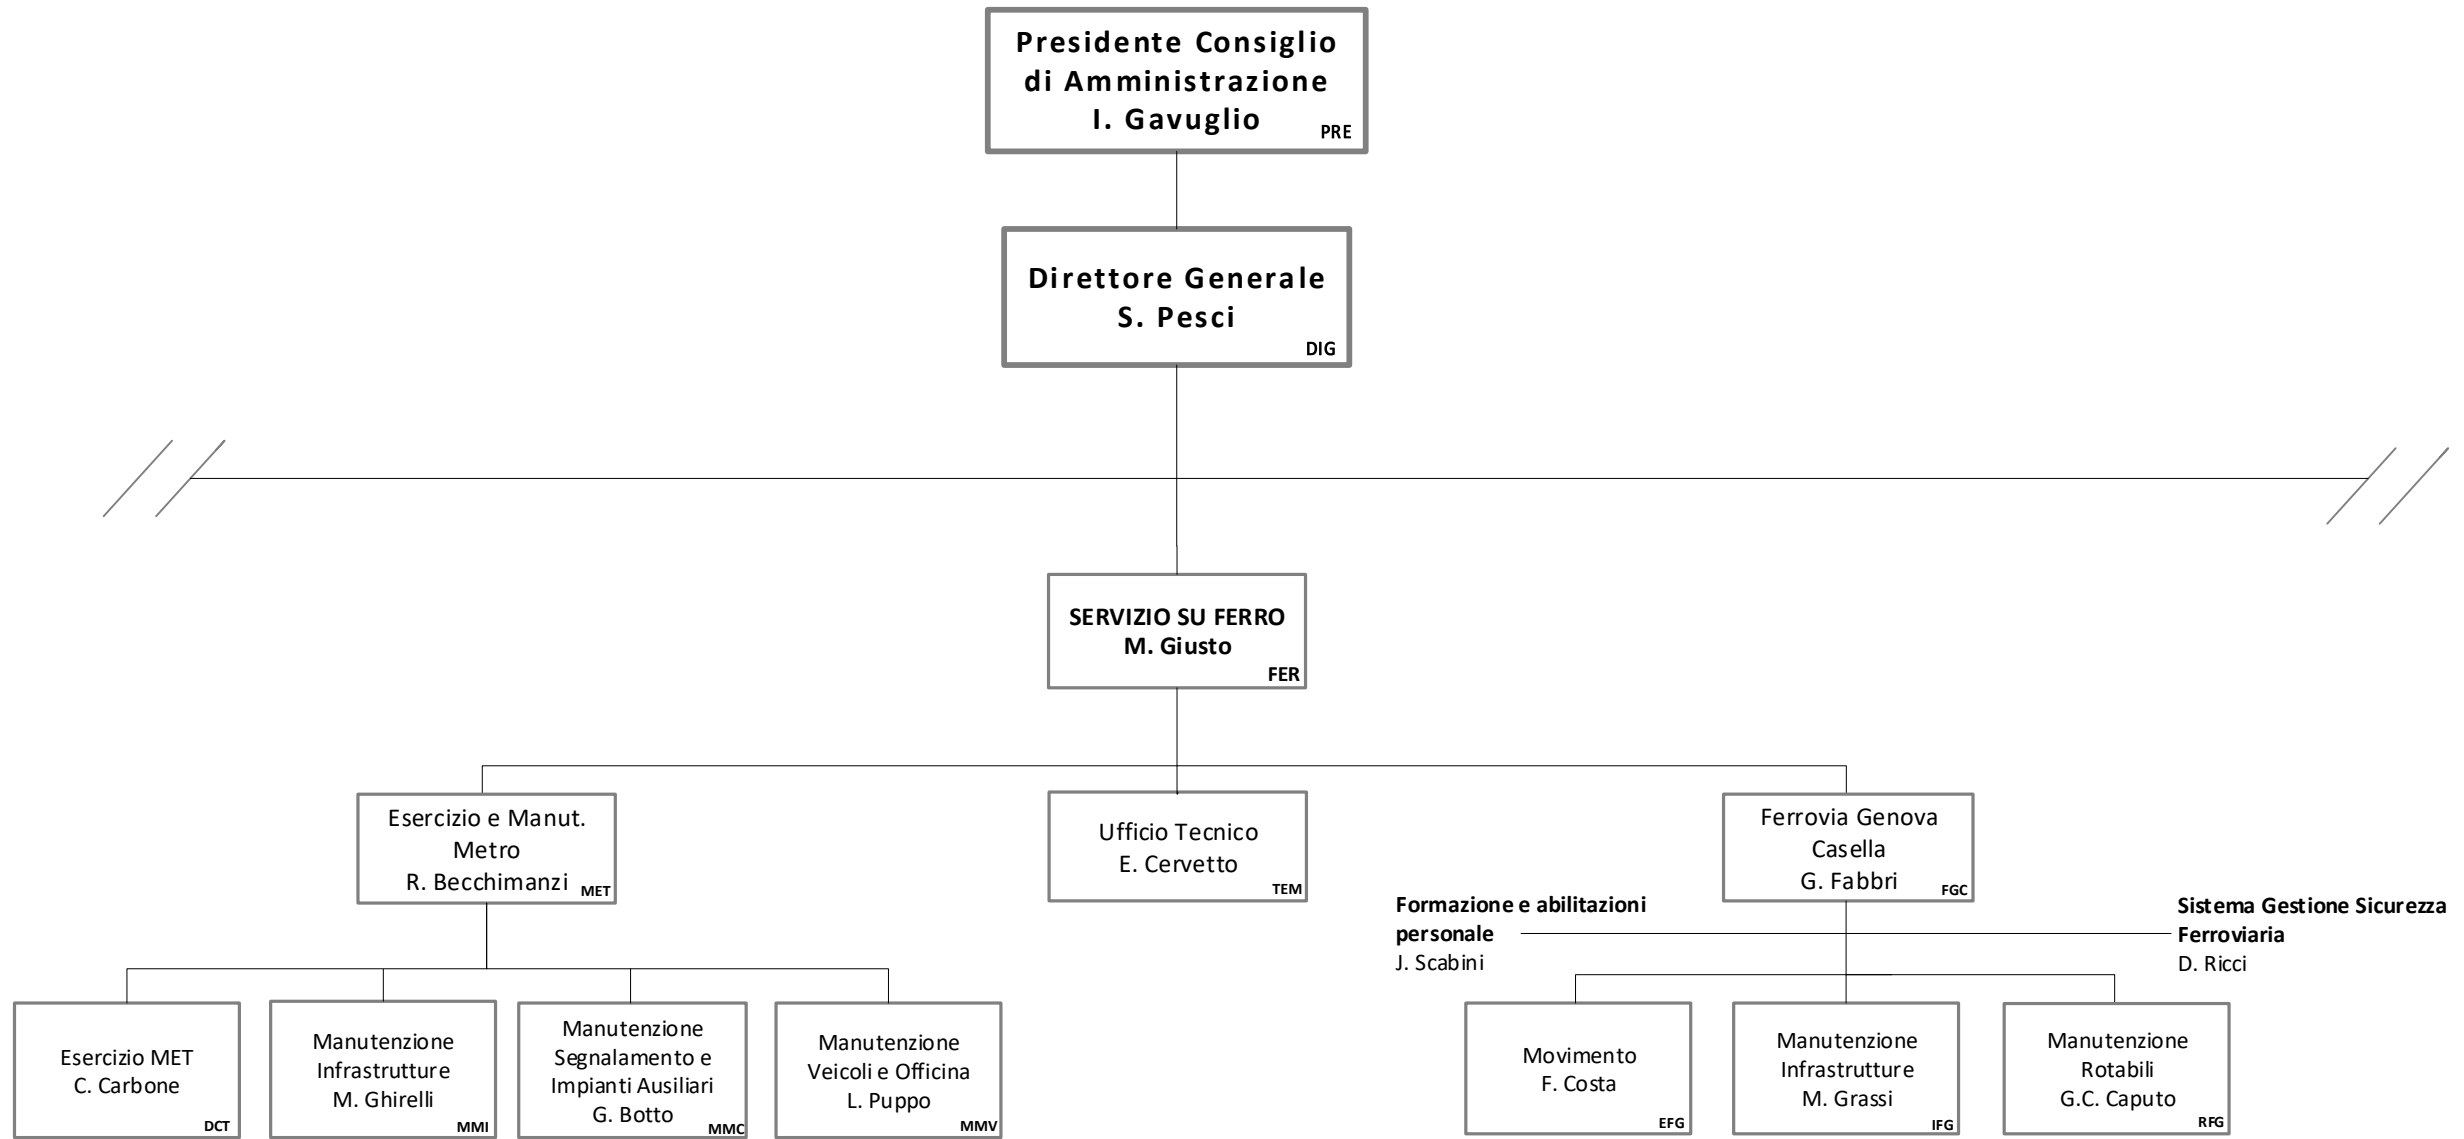 Presidente Consiglio
di Amministrazione
I. Gavuglio
PRE
Direttore Generale
S. Pesci
DIG
SERVIZIO SU FERRO
M. Giusto
FER
Esercizio e Manut.
Metro
R. Becchimanzi
MET
Ufficio Tecnico
E. Cervetto
TEM
Ferrovia Genova
Casella
G. Fabbri
FGC
Formazione e abilitazioni
personale
J. Scabini
Sistema Gestione Sicurezza
Ferroviaria
D. Ricci
Esercizio MET
C. Carbone
DCT
Manutenzione
Infrastrutture
M. Ghirelli
MMI
Manutenzione
Segnalamento e
Impianti Ausiliari
G. Botto
MMC
Manutenzione
Veicoli e Officina
L. Puppo
MMV
Movimento
F. Costa
EFG
Manutenzione
Infrastrutture
M. Grassi
IFG
Manutenzione
Rotabili
G.C. Caputo
RFG